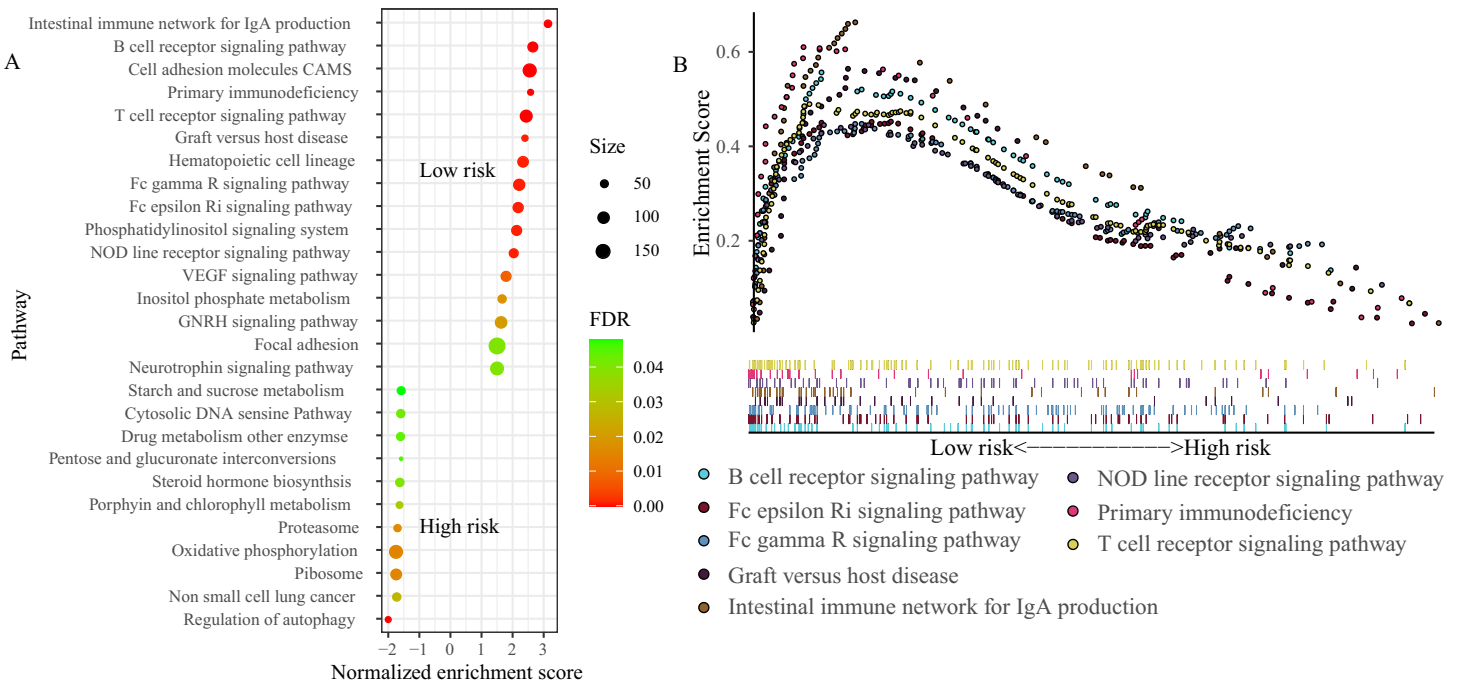 A
Pathway
Intestinal immune network for IgA production
B cell receptor signaling pathway
Cell adhesion molecules CAMS
Primary immunodeficiency
T cell receptor signaling pathway
Graft versus host disease
Hematopoietic cell lineage
Fc gamma R signaling pathway
Fc epsilon Ri signaling pathway
Phosphatidylinositol signaling system
NOD line receptor signaling pathway
VEGF signaling pathway
Inositol phosphate metabolism
GNRH signaling pathway
Focal adhesion
Neurotrophin signaling pathway
Starch and sucrose metabolism
Cytosolic DNA sensine Pathway
Drug metabolism other enzymse
Pentose and glucuronate interconversions
Steroid hormone biosynthsis
Porphyin and chlorophyll metabolism
Proteasome
Oxidative phosphorylation
Pibosome
Non small cell lung cancer
Regulation of autophagy
Low risk
High risk
−2 −1 0 1 2 3
Normalized enrichment score
Size
50
100
150
FDR
0.04
0.03
0.02
0.01
0.00
B
Enrichment Score
0.6
0.4
0.2
Low risk<−−−−−−−−−−−>High risk
B cell receptor signaling pathway
Fc epsilon Ri signaling pathway
Fc gamma R signaling pathway
Graft versus host disease
Intestinal immune network for IgA production
NOD line receptor signaling pathway
Primary immunodeficiency
T cell receptor signaling pathway